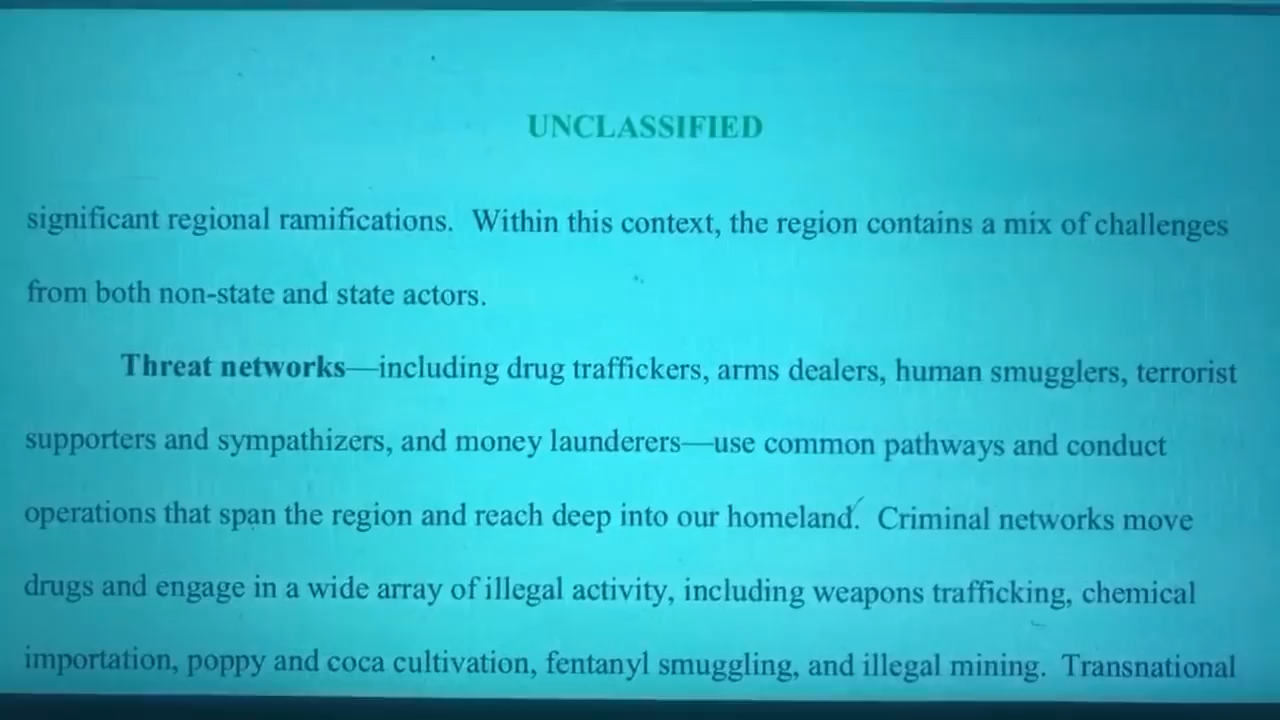 UNCLASSIFIED
significant regional ramifications.  Within this context, the region contains a mix of challenges
from both non-state and state actors.
Threat networks—including drug traffickers, arms dealers, human smugglers, terrorist
supporters and sympathizers, and money launderers—use common pathways and conduct
operations that span the region and reach deep into our homeland.  Criminal networks move
drugs and engage in a wide array of illegal activity, including weapons trafficking, chemical
importation, poppy and coca cultivation, fentanyl smuggling, and illegal mining.  Transnational